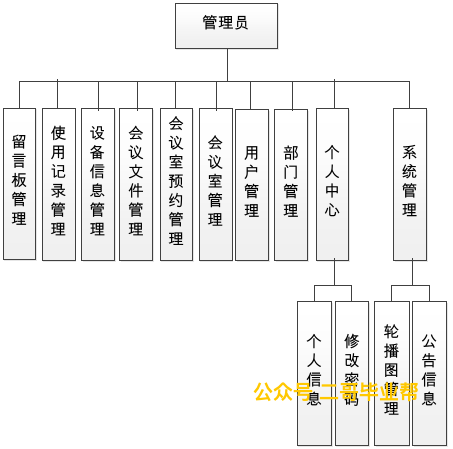 管理员
留言板管理
使用记录管理
设备信息管理
会议文件管理
会议室预约管理
会议室管理
用户管理
部门管理
个人中心
系统管理
个人信息
修改密码
轮播图管理
公告信息
公众号 二哥毕业帮